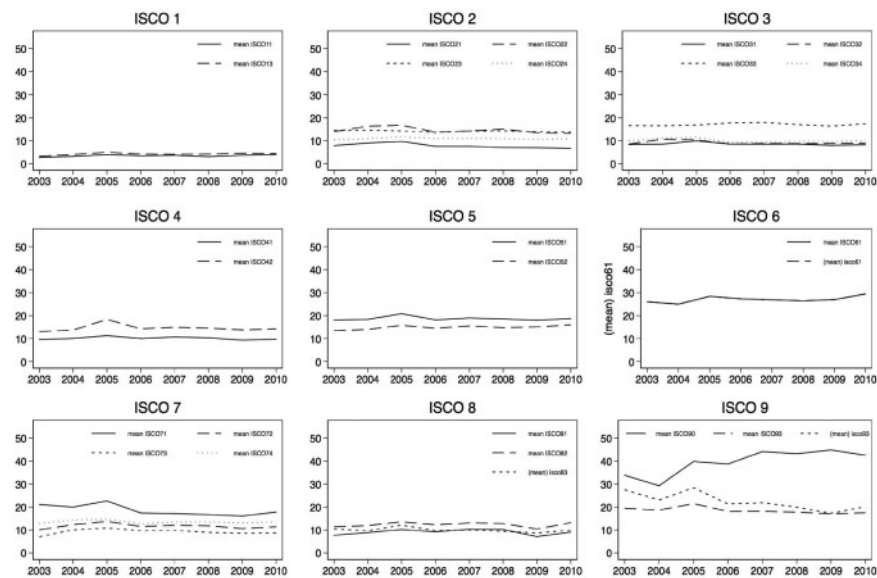 ISCO 1
ISCO 2
ISCO 3
mean ISCO11
mean ISCO13
50
40
30
20
10
0
2003 2004 2005 2006 2007 2008 2009 2010
mean ISCO21 mean ISCO22
mean ISCO23 mean ISCO24
50
40
30
20
10
0
2003 2004 2005 2006 2007 2008 2009 2010
mean ISCO31 mean ISCO32
mean ISCO33 mean ISCO34
50
40
30
20
10
0
2003 2004 2005 2006 2007 2008 2009 2010
ISCO 4
ISCO 5
ISCO 6
mean ISCO41
mean ISCO42
50
40
30
20
10
0
2003 2004 2005 2006 2007 2008 2009 2010
mean ISCO51
mean ISCO52
50
40
30
20
10
0
2003 2004 2005 2006 2007 2008 2009 2010
(mean) isco61
mean ISCO61
(mean) isco61
50
40
30
20
10
0
2003 2004 2005 2006 2007 2008 2009 2010
ISCO 7
ISCO 8
ISCO 9
mean ISCO71 mean ISCO72
mean ISCO73 mean ISCO74
50
40
30
20
10
0
2003 2004 2005 2006 2007 2008 2009 2010
mean ISCO81
mean ISCO82
(mean) isco83
50
40
30
20
10
0
2003 2004 2005 2006 2007 2008 2009 2010
mean ISCO90 mean ISCO93 (mean) isco93
50
40
30
20
10
0
2003 2004 2005 2006 2007 2008 2009 2010